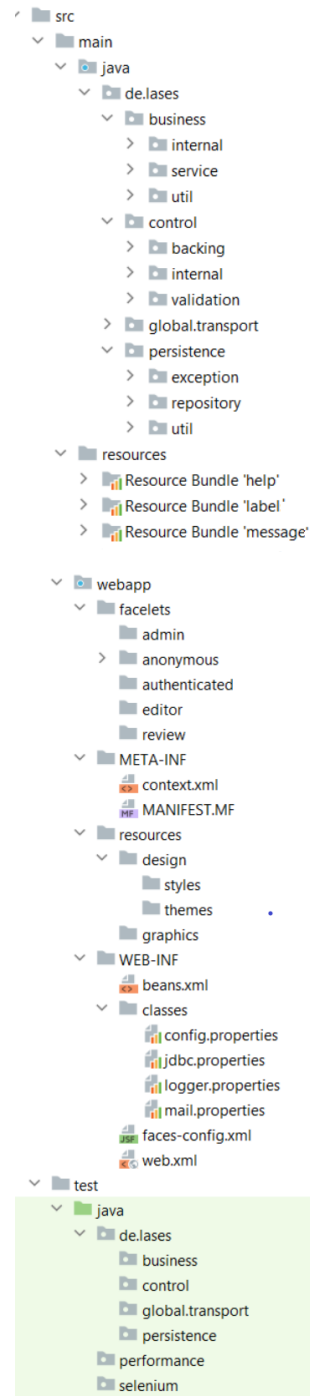 src
main
java
de.lases
business
internal
service
util
control
backing
internal
validation
global.transport
persistence
exception
repository
util
resources
Resource Bundle 'help'
Resource Bundle 'label'
Resource Bundle 'message'
webapp
facelets
admin
anonymous
authenticated
editor
review
META-INF
context.xml
MF MANIFEST.MF
resources
design
styles
themes
graphics
WEB-INF
beans.xml
classes
config.properties
jdbc.properties
logger.properties
mail.properties
JSF faces-config.xml
web.xml
test
java
de.lases
business
control
global.transport
persistence
performance
selenium